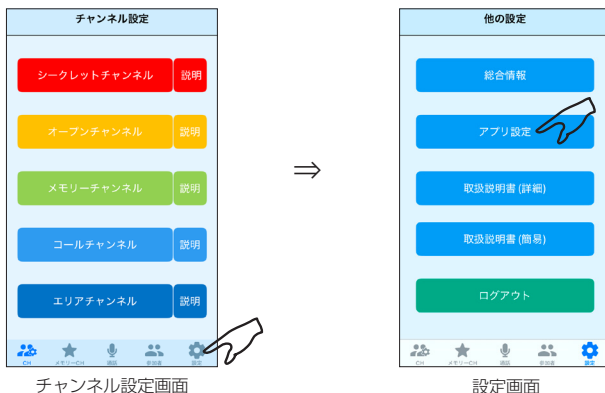 チャンネル設定
シークレットチャンネル 説明
オープンチャンネル 説明
メモリーチャンネル 説明
コールチャンネル 説明
エリアチャンネル 説明
CH メモリーCH 通話 参加者 設定
チャンネル設定画面
⇒
他の設定
総合情報
アプリ設定
取扱説明書(詳細)
取扱説明書(簡易)
ログアウト
CH メモリーCH 通話 参加者 設定
設定画面